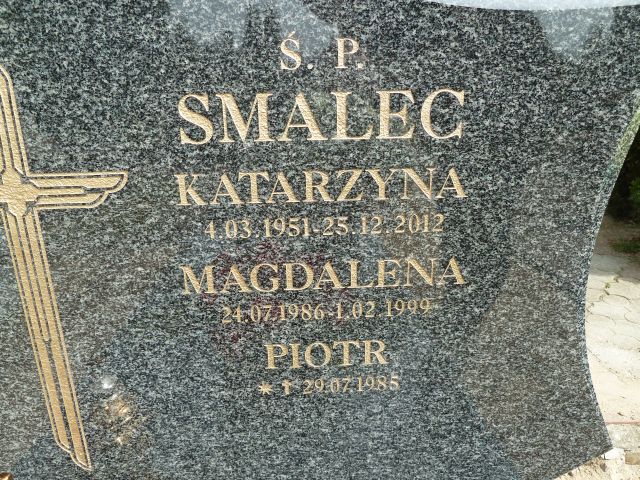 Ś. P.
SMALEC
KATARZYNA
4.03.1951-25.12.2012
MAGDALENA
24.07.1986-1.02.1999
PIOTR
* † 29.07.1985